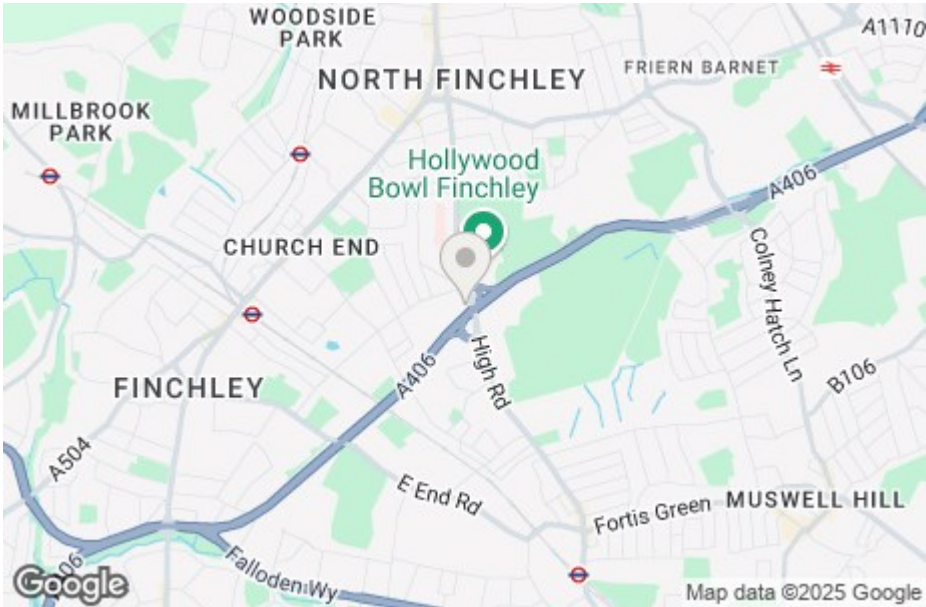 WOODSIDE
PARK
A1110
NORTH FINCHLEY
FRIERN BARNET
MILLBROOK
PARK
Hollywood
Bowl Finchley
A406
CHURCH END
Colney Hatch Ln
A406
High Rd
B106
FINCHLEY
A504
E End Rd
Fortis Green
MUSWELL HILL
Falloden Wy
Google
Map data ©2025 Google